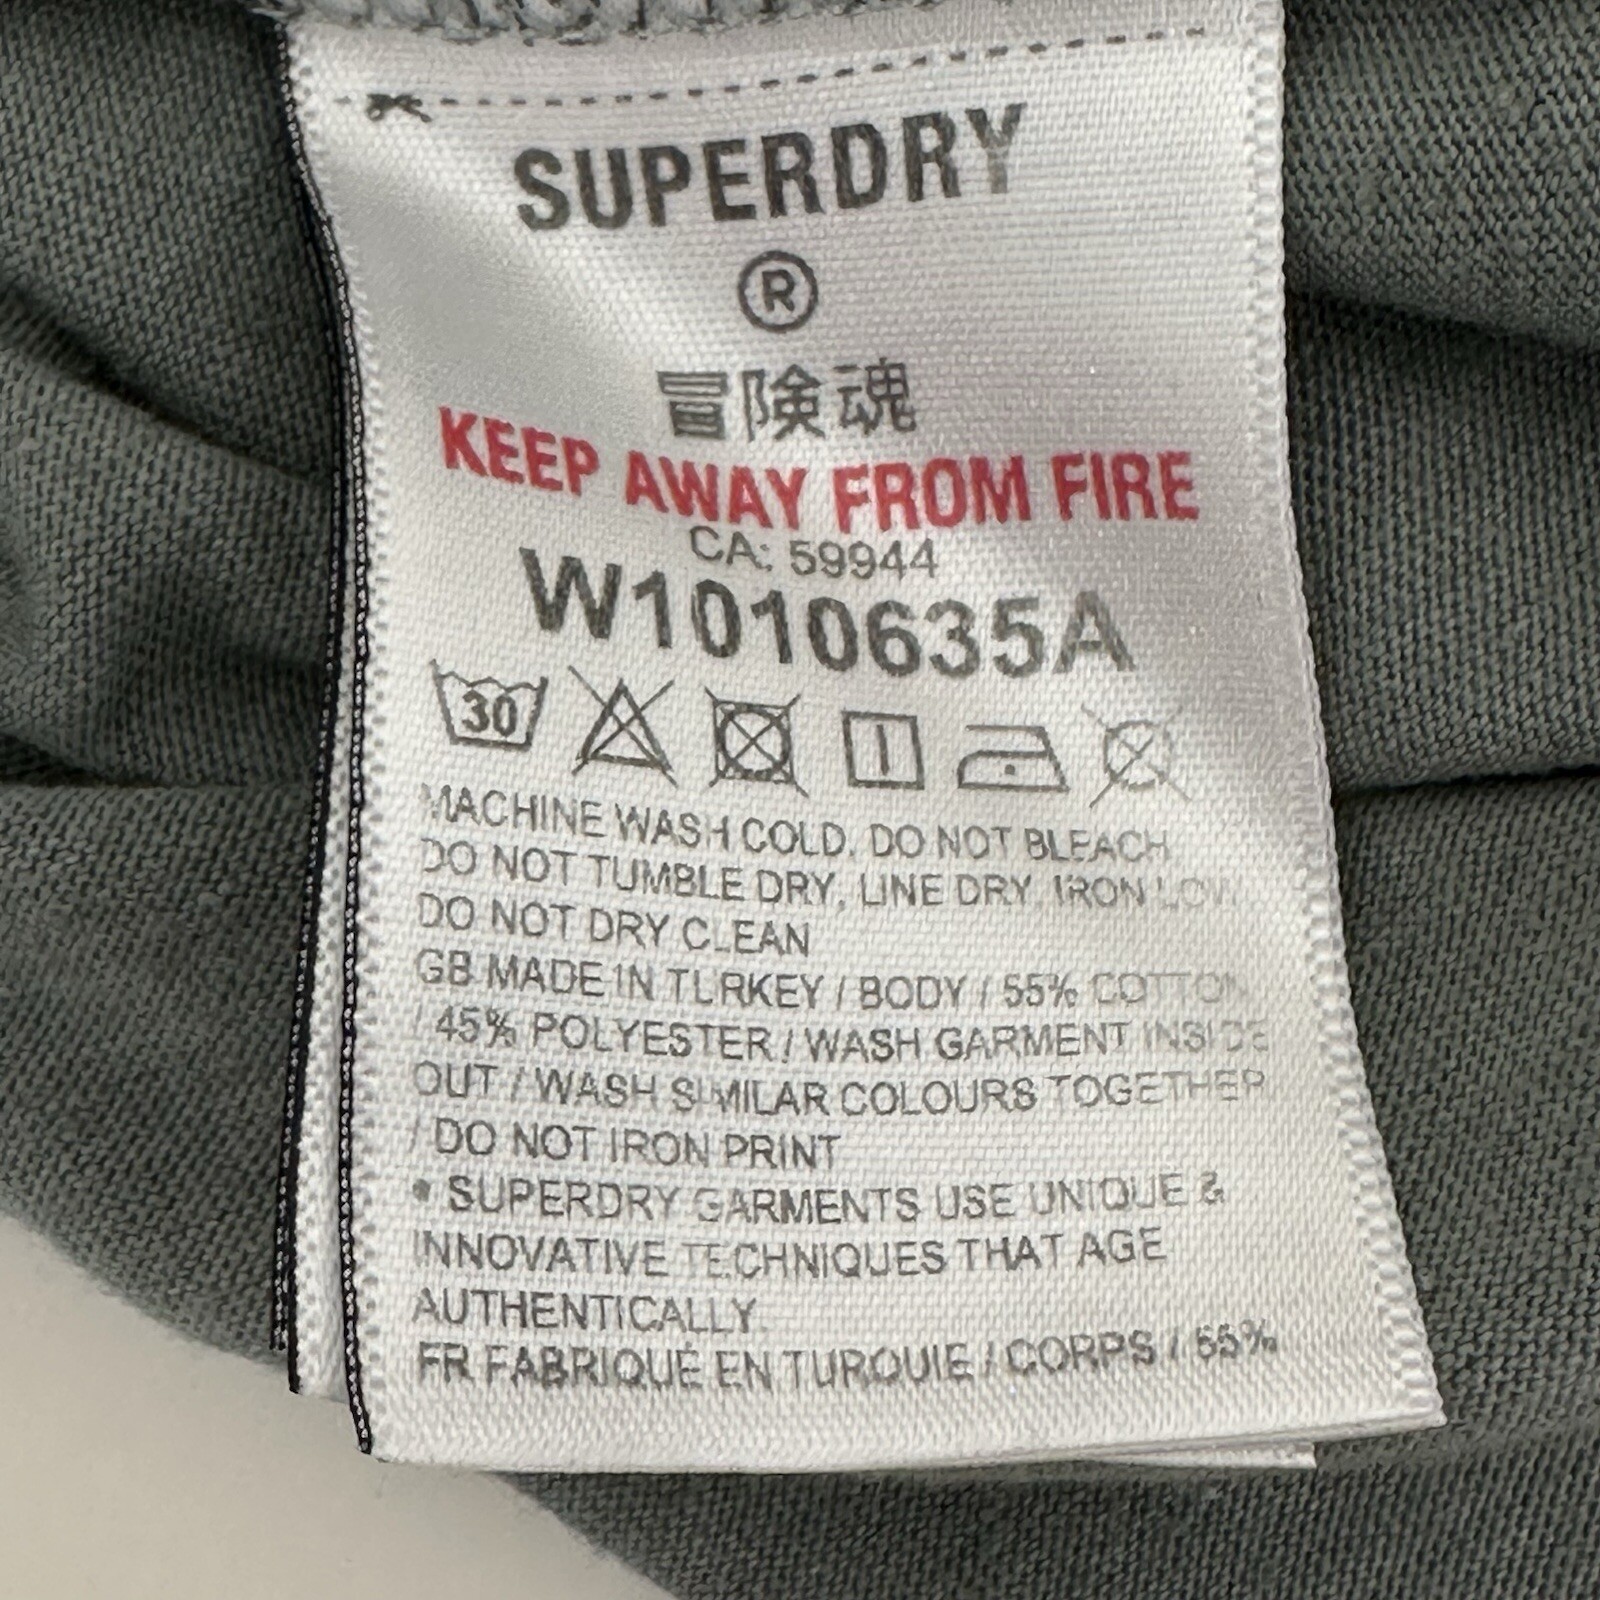 SUPERDRY
®
冒険魂
KEEP AWAY FROM FIRE
CA: 59944
W1010635A
30
MACHINE WASH COLD, DO NOT BLEACH
DO NOT TUMBLE DRY, LINE DRY, IRON LOW
DO NOT DRY CLEAN
GB MADE IN TURKEY / BODY / 55% COTTON
/ 45% POLYESTER / WASH GARMENT INSIDE
OUT / WASH SIMILAR COLOURS TOGETHER
/ DO NOT IRON PRINT
* SUPERDRY GARMENTS USE UNIQUE &
INNOVATIVE TECHNIQUES THAT AGE
AUTHENTICALLY.
FR FABRIQUÉ EN TURQUIE / CORPS / 55%